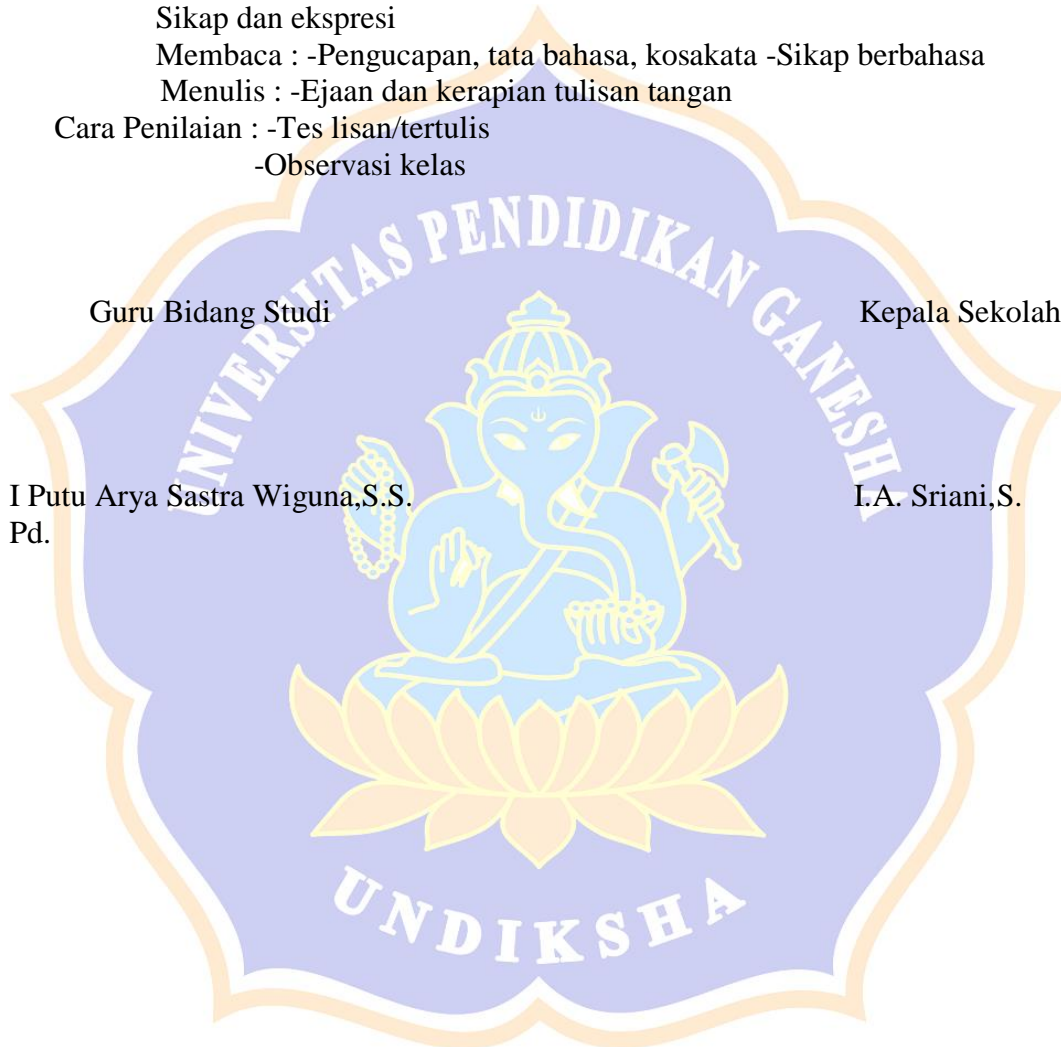 Sikap dan ekspresi
Membaca : -Pengucapan, tata bahasa, kosakata -Sikap berbahasa
Menulis : -Ejaan dan kerapian tulisan tangan
Cara Penilaian : -Tes lisan/tertulis
-Observasi kelas
UNIVERSITAS PENDIDIKAN GANESHA
Guru Bidang Studi Kepala Sekolah
I Putu Arya Sastra Wiguna,S.S. I.A. Sriani,S.
Pd.
UNDIKSHA